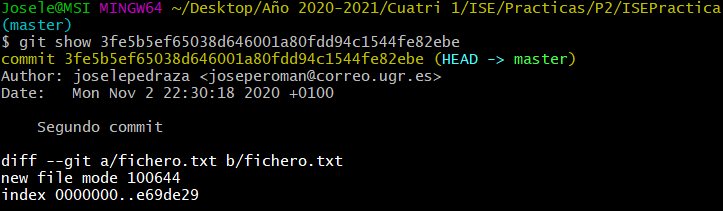 Josele@MSI MINGW64 ~/Desktop/Año 2020-2021/Cuatri 1/ISE/Practicas/P2/ISEPractica
(master)
$ git show 3fe5b5ef65038d646001a80fdd94c1544fe82ebe
commit 3fe5b5ef65038d646001a80fdd94c1544fe82ebe (HEAD -> master)
Author: joselepedraza <joseperoman@correo.ugr.es>
Date:   Mon Nov 2 22:30:18 2020 +0100
    Segundo commit
diff --git a/fichero.txt b/fichero.txt
new file mode 100644
index 0000000..e69de29